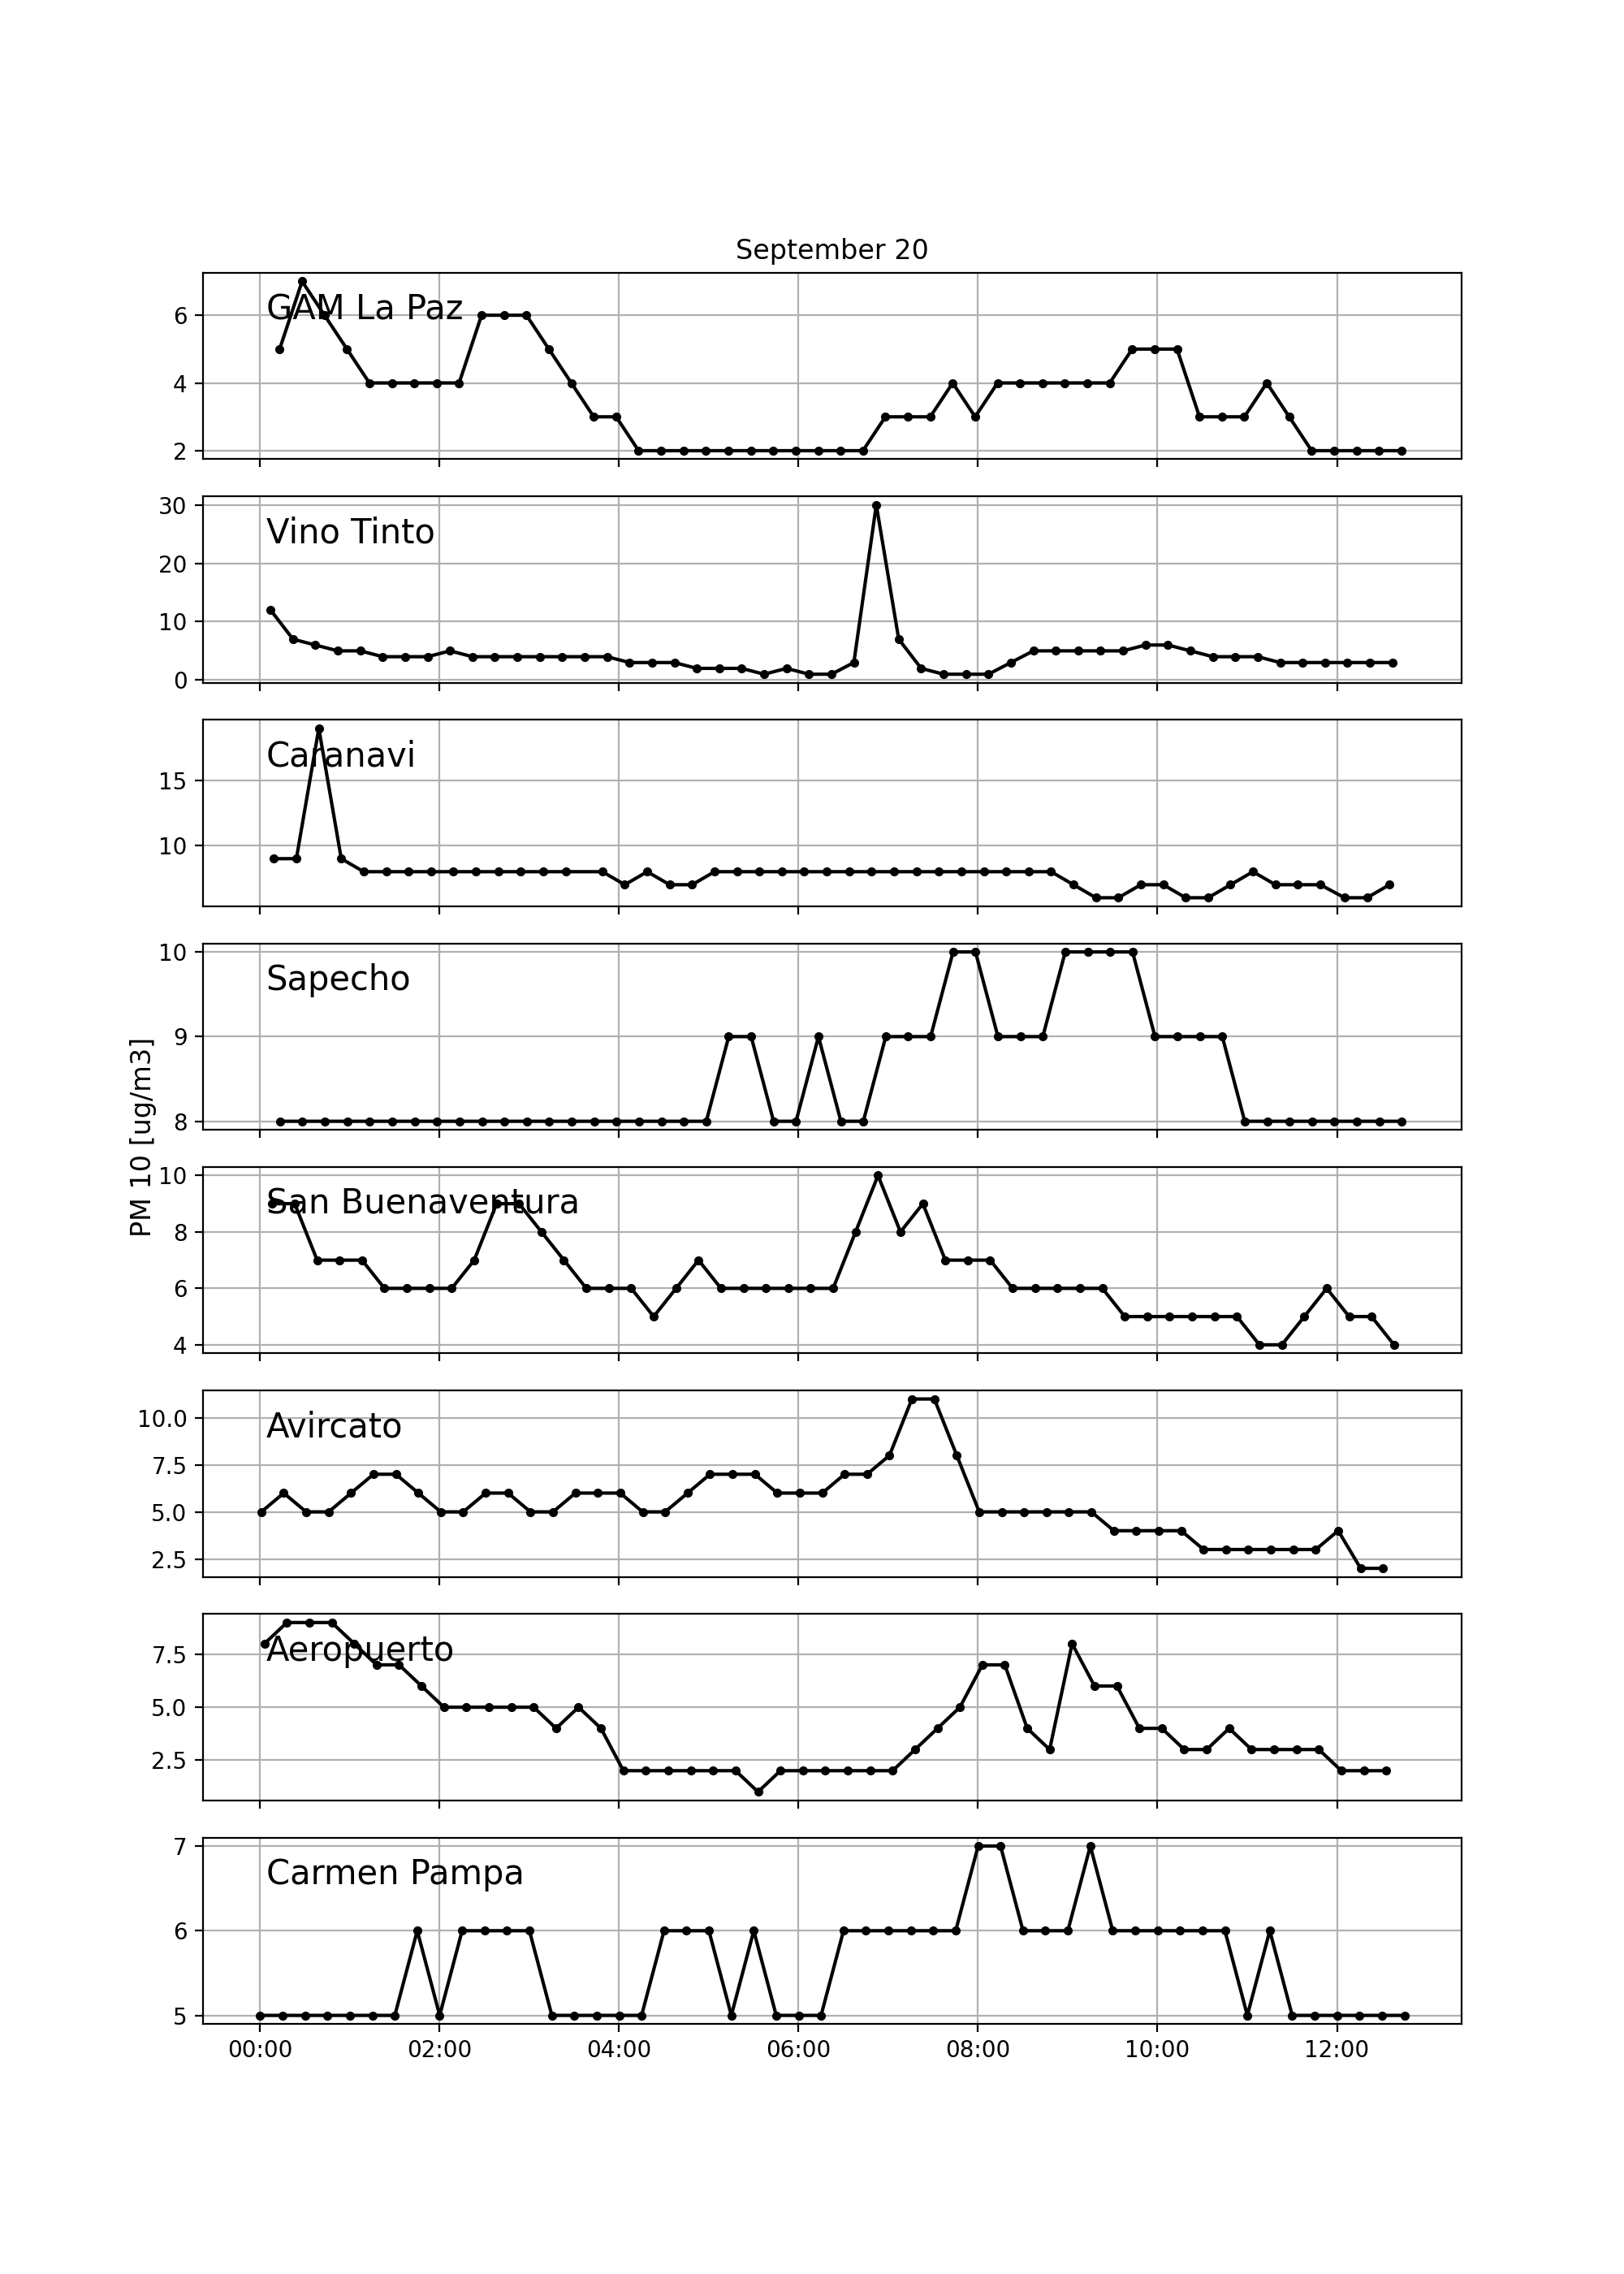 September 20
GAM La Paz
6
4
2
Vino Tinto
30
20
10
0
Caranavi
15
10
Sapecho
10
9
8
PM 10 [ug/m3]
San Buenaventura
10
8
6
4
Avircato
10.0
7.5
5.0
2.5
Aeropuerto
7.5
5.0
2.5
Carmen Pampa
7
6
5
00:00 02:00 04:00 06:00 08:00 10:00 12:00